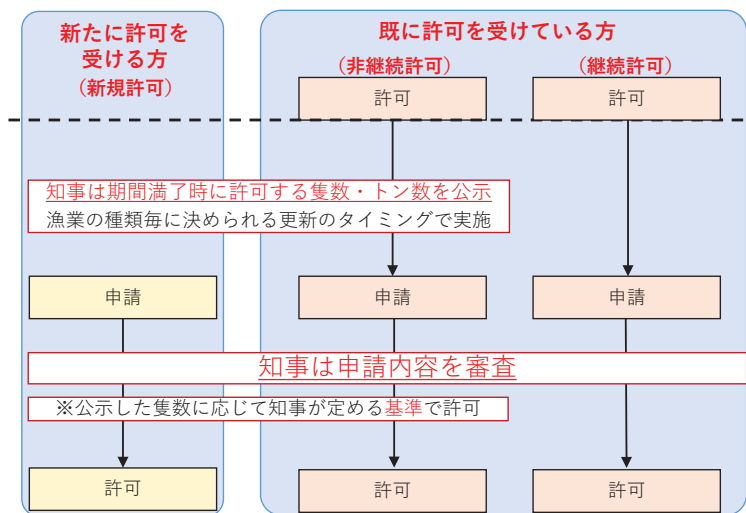 新たに許可を
受ける方
(新規許可)
既に許可を受けている方
(非継続許可)
(継続許可)
許可
許可
知事は期間満了時に許可する隻数・トン数を公示
漁業の種類毎に決められる更新のタイミングで実施
申請
申請
申請
知事は申請内容を審査
※公示した隻数に応じて知事が定める基準で許可
許可
許可
許可